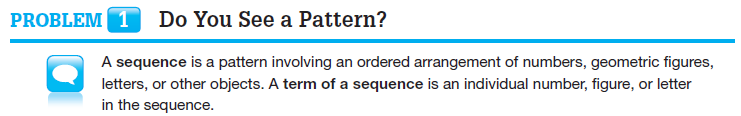 PROBLEM 1 Do You See a Pattern?
A sequence is a pattern involving an ordered arrangement of numbers, geometric figures,
letters, or other objects. A term of a sequence is an individual number, figure, or letter
in the sequence.